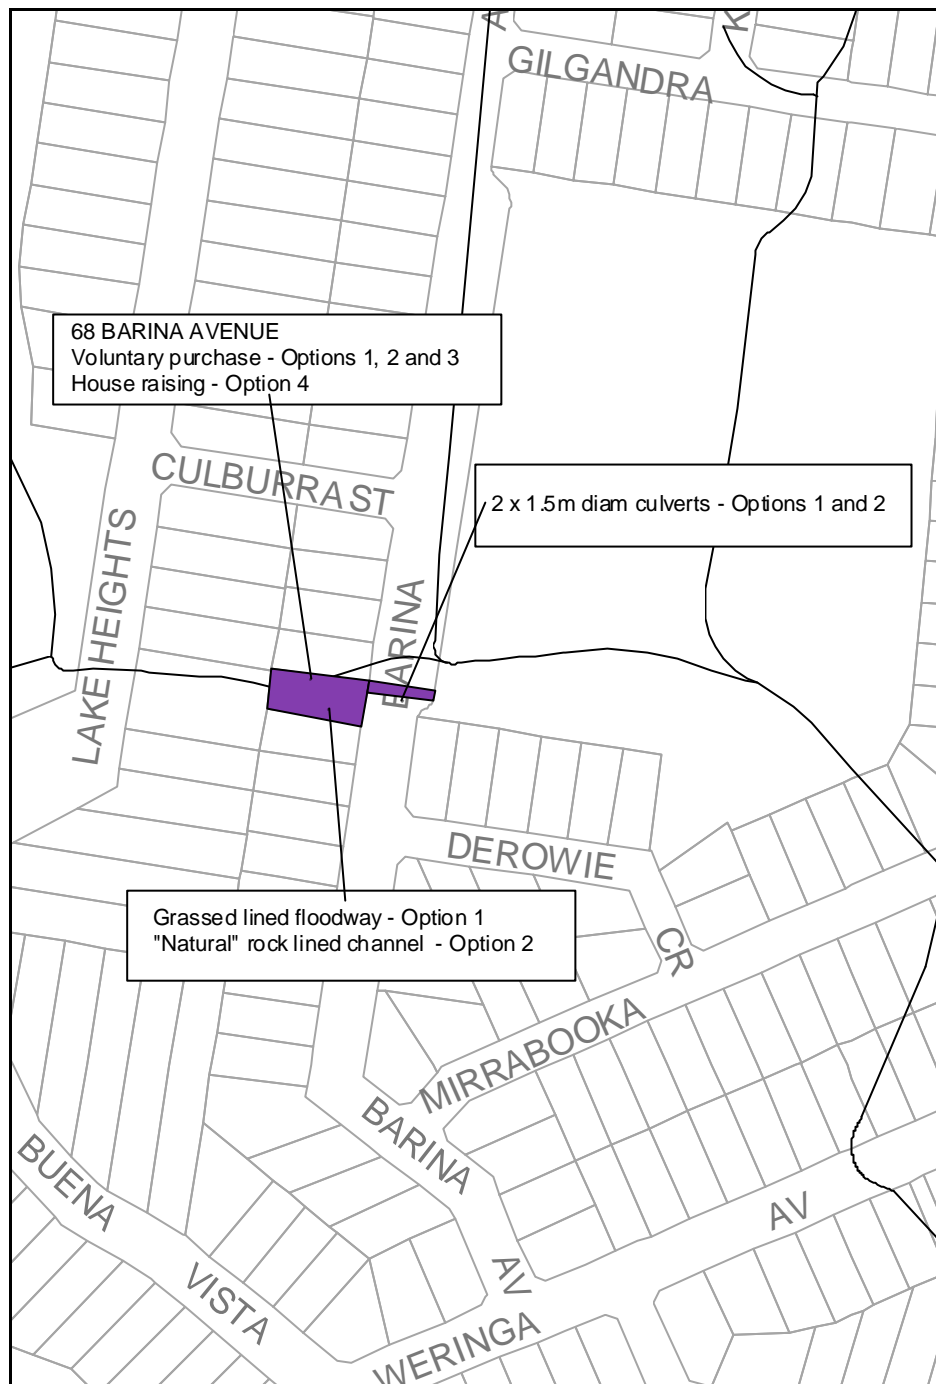 A
K
GILGANDRA
68 BARINA AVENUE
Voluntary purchase - Options 1, 2 and 3
House raising - Option 4
CULBURRA ST
2 x 1.5m diam culverts - Options 1 and 2
LAKE HEIGHTS
BARINA
DEROWIE
Grassed lined floodway - Option 1
"Natural" rock lined channel - Option 2
CR
MIRRABOOKA
BARINA
AV
BUENA
VISTA
AV
WERINGA